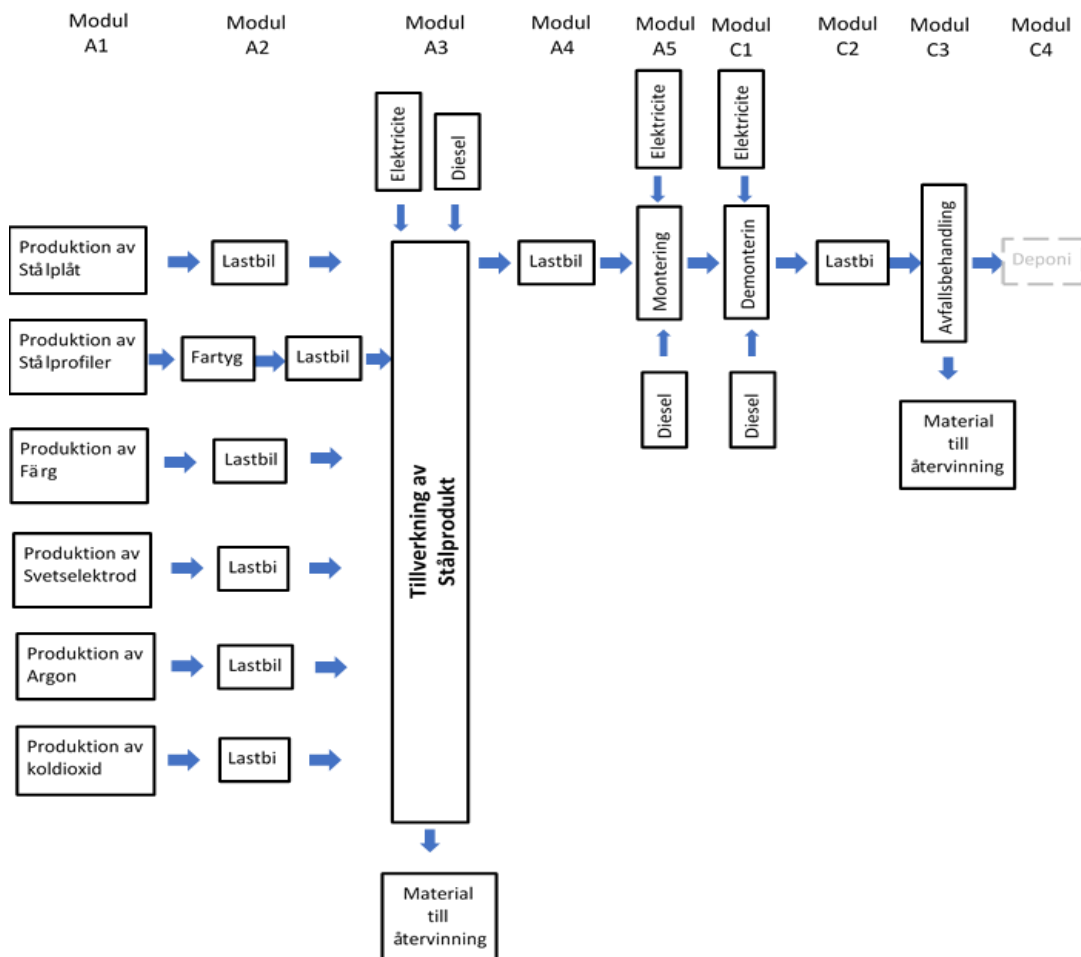 Modul
A1
Modul
A2
Modul
A3
Modul
A4
Modul
A5
Modul
C1
Modul
C2
Modul
C3
Modul
C4
Elektricite
Diesel
Elektricite
Elektricite
Produktion av
Stålplåt
Lastbil
Lastbil
Montering
Demonterin
Lastbi
Avfallsbehandling
Deponi
Produktion av
Stålprofiler
Fartyg
Lastbil
Diesel
Diesel
Material
till
återvinning
Produktion av
Färg
Lastbil
Tillverkning av
Stålprodukt
Produktion av
Svetselektrod
Lastbi
Produktion av
Argon
Lastbil
Produktion av
koldioxid
Lastbi
Material
till
återvinning